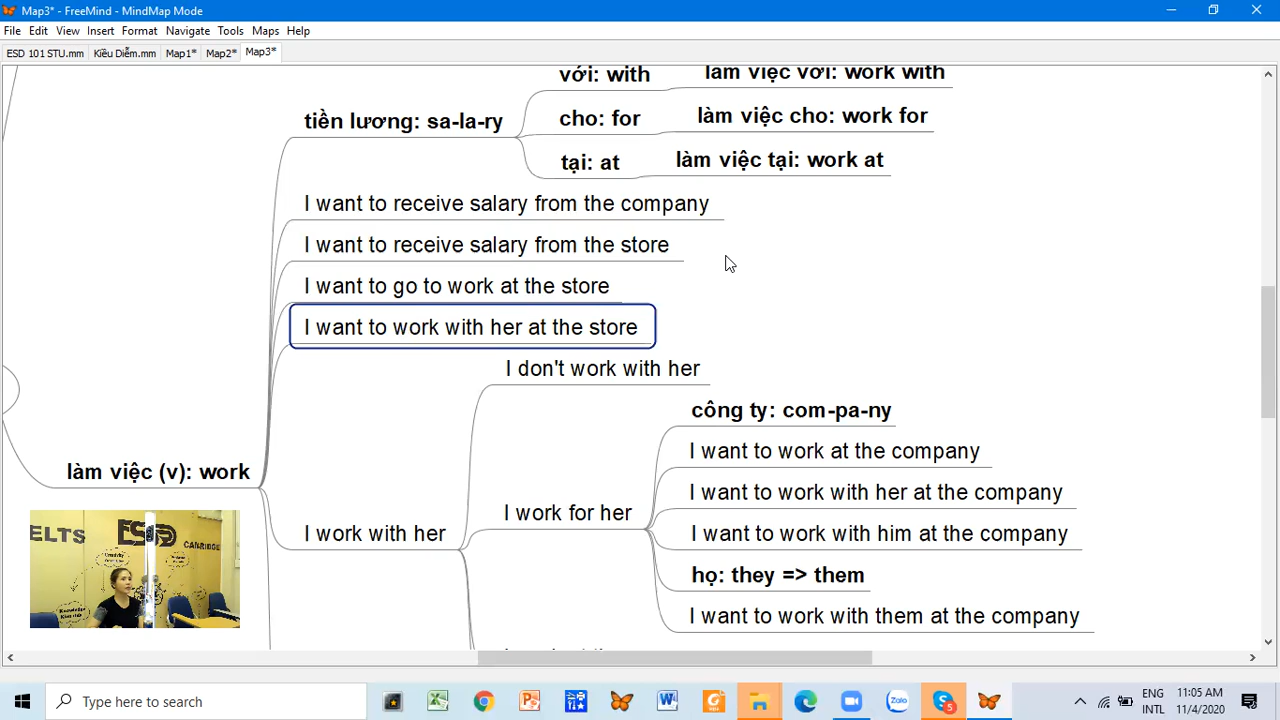 Map3* - FreeMind - MindMap Mode
File Edit View Insert Format Navigate Tools Maps Help
ESD 101 STU.mm Kiều Diễm.mm Map1* Map2* Map3*
với: with
làm việc với: work with
tiền lương: sa-la-ry
cho: for
làm việc cho: work for
tại: at
làm việc tại: work at
I want to receive salary from the company
I want to receive salary from the store
I want to go to work at the store
I want to work with her at the store
I don't work with her
công ty: com-pa-ny
I want to work at the company
làm việc (v): work
I want to work with her at the company
I work for her
I work with her
I want to work with him at the company
họ: they => them
I want to work with them at the company
IELTS ESD CAMBRIDGE
Type here to search
ENG
INTL
11:05 AM
11/4/2020